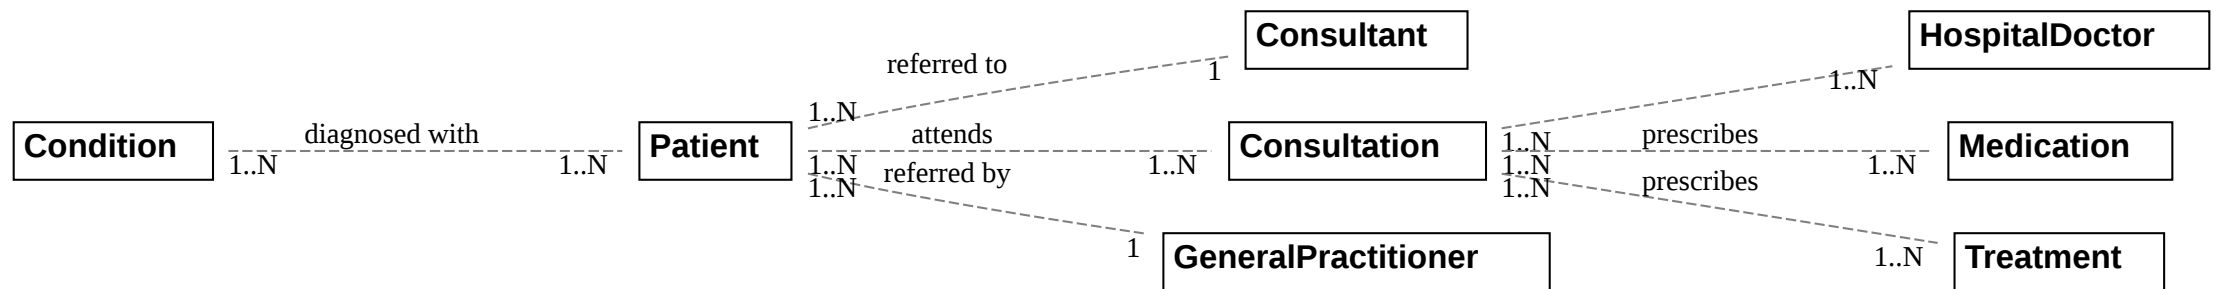 Consultant
HospitalDoctor
referred to
1
1..N
1..N
Condition
diagnosed with
Patient
attends
Consultation
1..N
prescribes
Medication
1..N
1..N
1..N
1..N
1..N
1..N
referred by
1..N
1..N
prescribes
1
GeneralPractitioner
1..N
Treatment